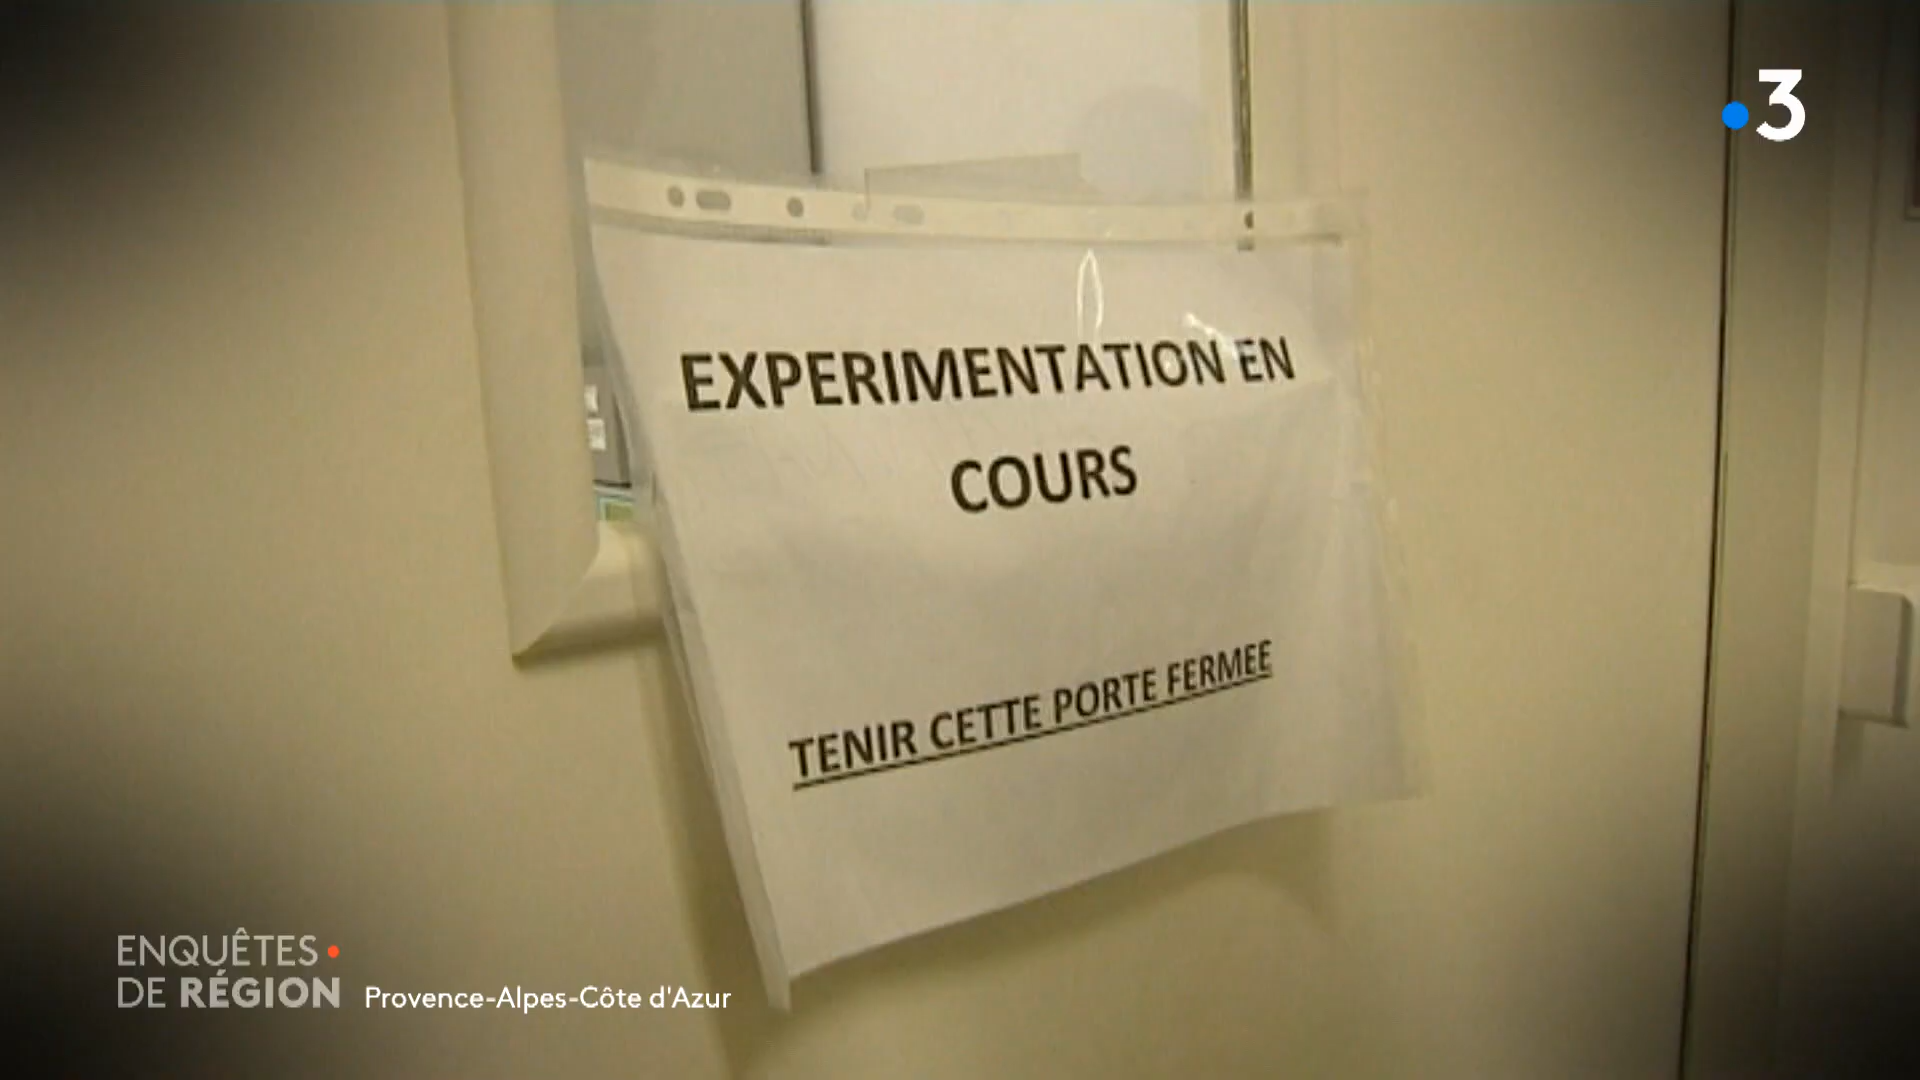 3
EXPERIMENTATION EN
COURS
TENIR CETTE PORTE FERMEE
ENQUÊTES
DE RÉGION Provence-Alpes-Côte d'Azur